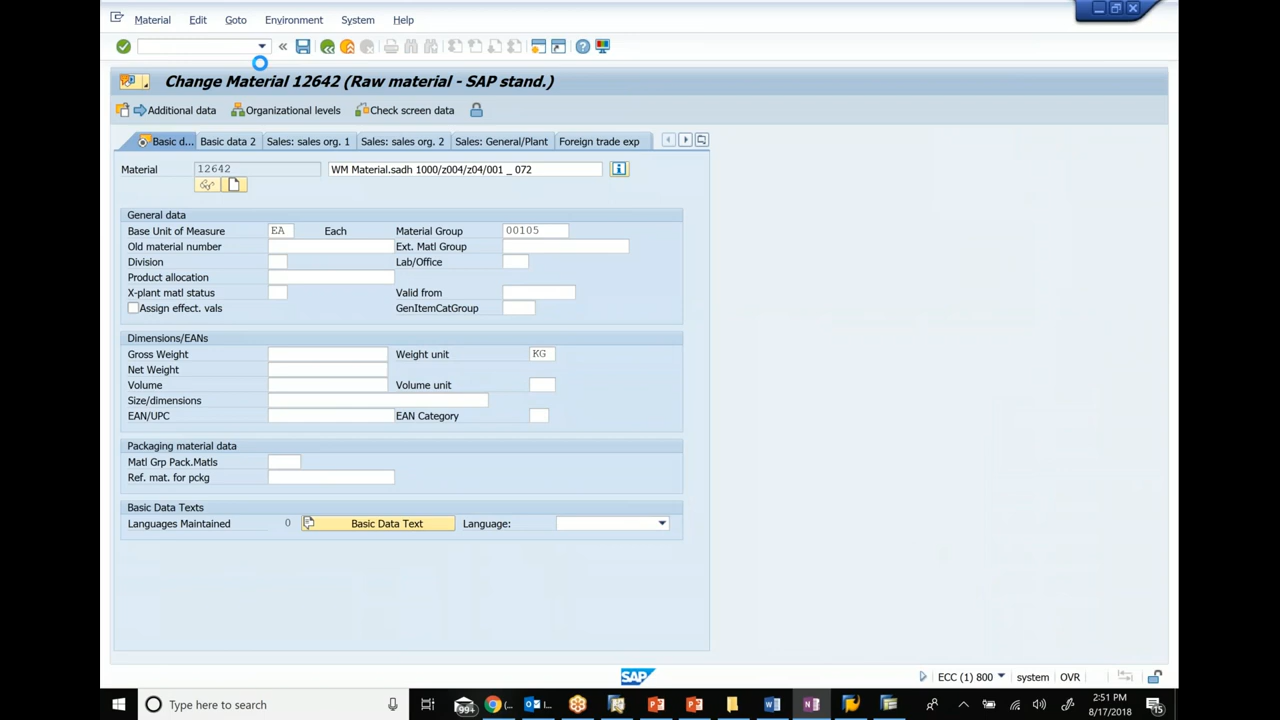 Material Edit Goto Environment System Help
Change Material 12642 (Raw material - SAP stand.)
Additional data Organizational levels Check screen data
Basic d... Basic data 2 Sales: sales org. 1 Sales: sales org. 2 Sales: General/Plant Foreign trade exp
Material 12642 WM Material.sadh 1000/z004/z04/001 _ 072
General data
Base Unit of Measure EA Each Material Group 00105
Old material number Ext. Matl Group
Division Lab/Office
Product allocation
X-plant matl status Valid from
Assign effect. vals GenItemCatGroup
Dimensions/EANs
Gross Weight Weight unit KG
Net Weight
Volume Volume unit
Size/dimensions
EAN/UPC EAN Category
Packaging material data
Matl Grp Pack.Matls
Ref. mat. for pckg
Basic Data Texts
Languages Maintained 0 Basic Data Text Language:
SAP ECC (1) 800 system OVR
Type here to search 99+ 2:51 PM
8/17/2018 15